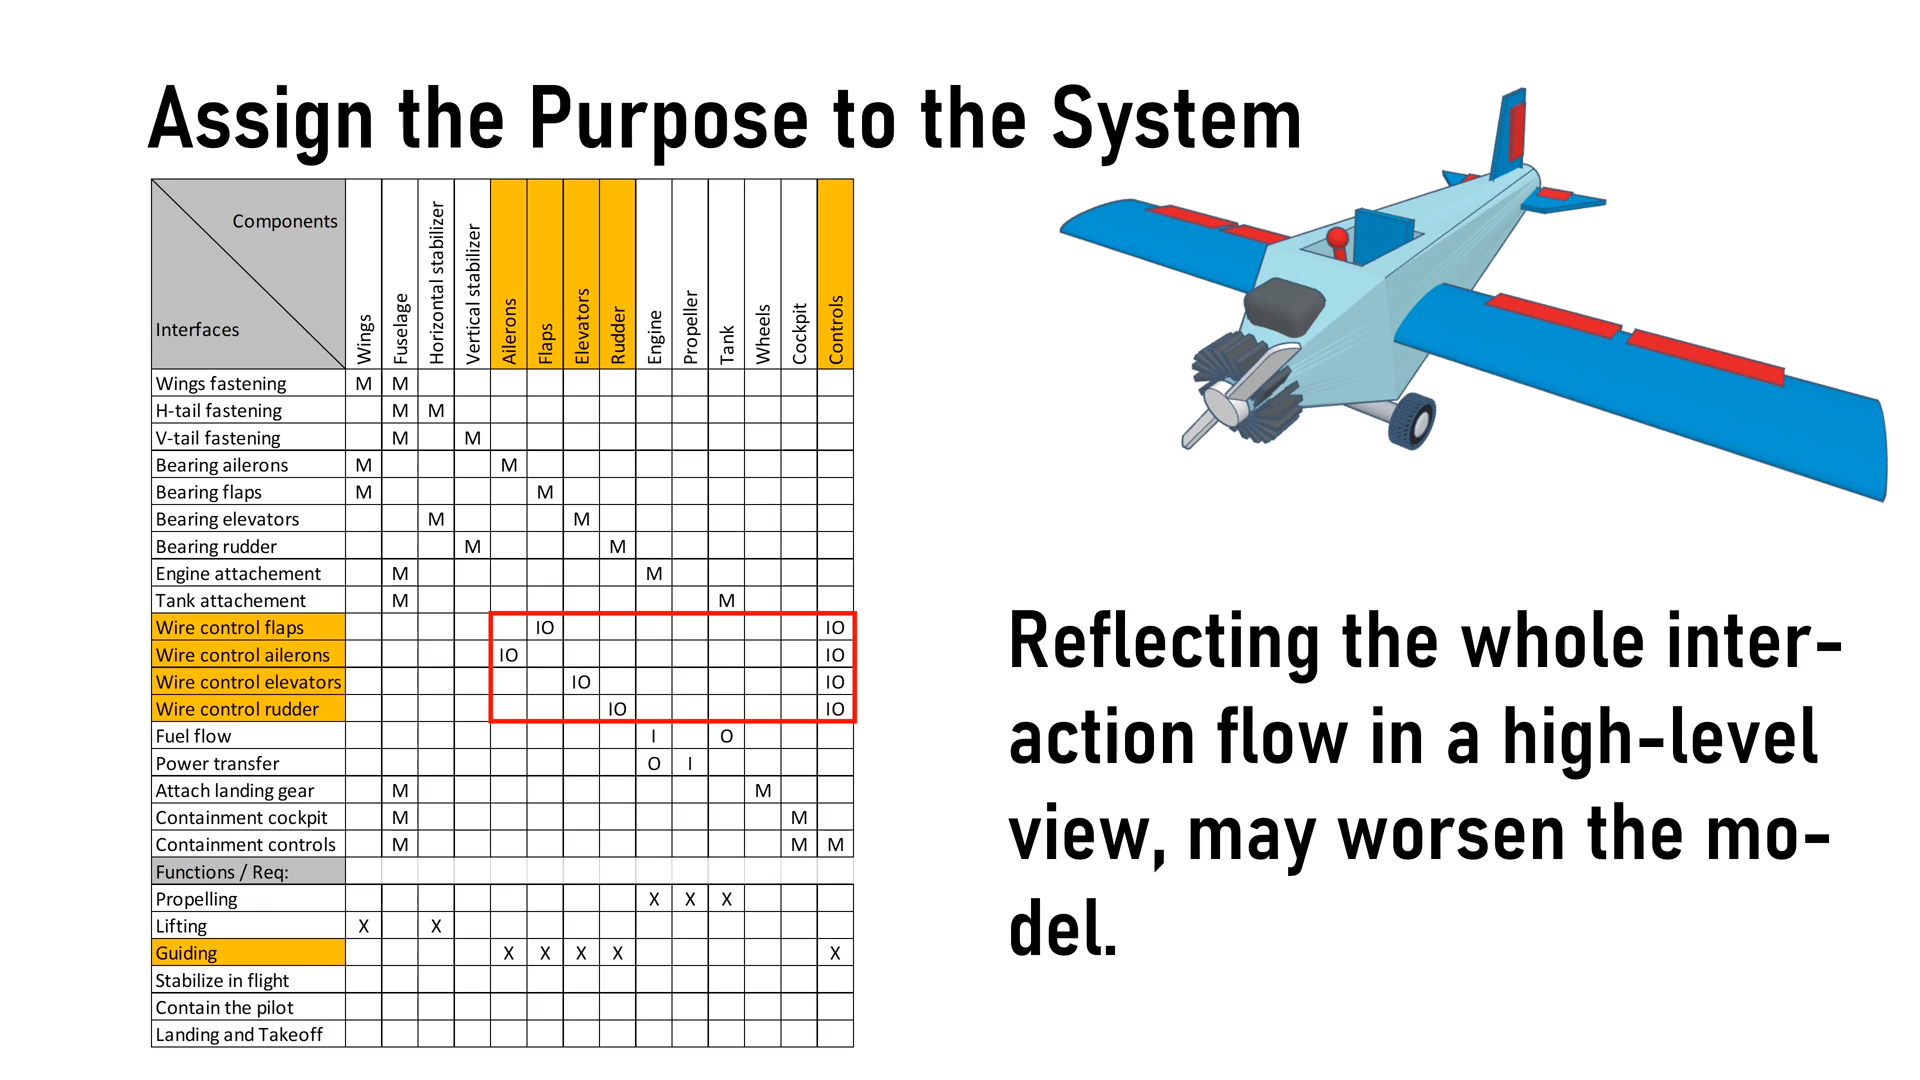 Assign the Purpose to the System
Components
Interfaces
Wings
Fuselage
Horizontal stabilizer
Vertical stabilizer
Ailerons
Flaps
Elevators
Rudder
Engine
Propeller
Tank
Wheels
Cockpit
Controls
Wings fastening M M
H-tail fastening M M
V-tail fastening M M
Bearing ailerons M M
Bearing flaps M M
Bearing elevators M M
Bearing rudder M M
Engine attachement M M
Tank attachement M M
Wire control flaps IO IO
Wire control ailerons IO IO
Wire control elevators IO IO
Wire control rudder IO IO
Fuel flow I O
Power transfer O I
Attach landing gear M M
Containment cockpit M M
Containment controls M M M
Functions / Req:
Propelling X X X
Lifting X X
Guiding X X X X X
Stabilize in flight
Contain the pilot
Landing and Takeoff
Reflecting the whole inter-
action flow in a high-level
view, may worsen the mo-
del.